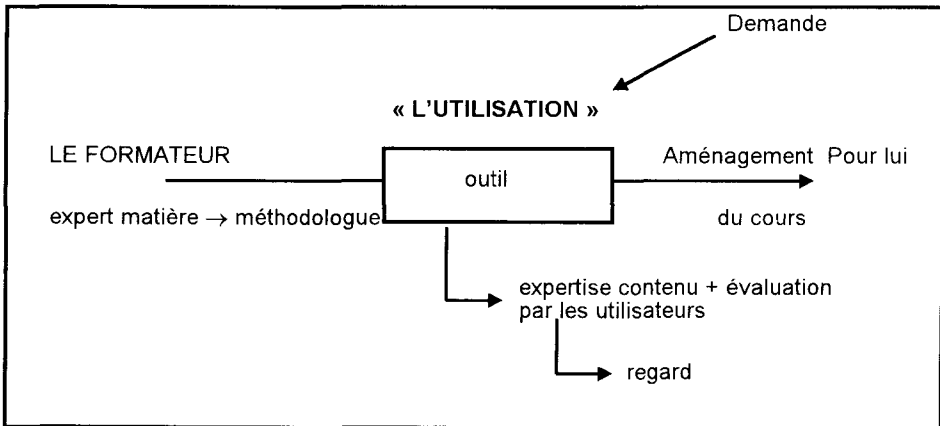 Demande
« L'UTILISATION »
LE FORMATEUR
outil
Aménagement Pour lui
expert matière → méthodologue
du cours
expertise contenu + évaluation
par les utilisateurs
regard